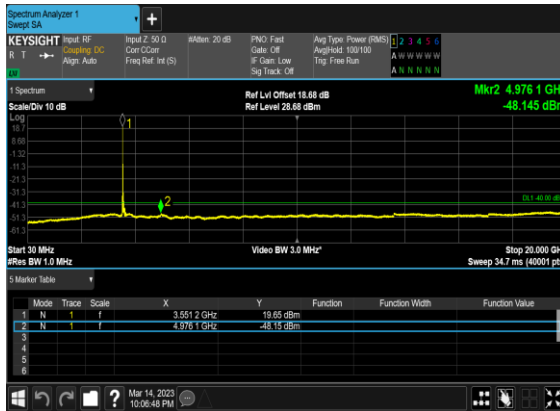 Spectrum Analyzer 1
Swept SA
KEYSIGHT
R T
Input: RF
Coupling: DC
Align: Auto
Input Z: 50 Ω
Corr CCorr
Freq Ref: Int (S)
#Atten: 20 dB
PNO: Fast
Gate: Off
IF Gain: Low
Sig Track: Off
Avg Type: Power (RMS)
Avg|Hold: 100/100
Trig: Free Run
1 2 3 4 5 6
A W W W W W
A N N N N N
1 Spectrum
Scale/Div 10 dB
Ref Lvl Offset 18.68 dB
Ref Level 28.68 dBm
Mkr2 4.976 1 GH
-48.145 dBm
Log
18.7
8.68
-1.32
-11.3
-21.3
-31.3
-41.3
-51.3
-61.3
1
2
DL1 -40.00 dB
Start 30 MHz
#Res BW 1.0 MHz
Video BW 3.0 MHz*
Stop 20.000 GH
Sweep 34.7 ms (40001 pt
5 Marker Table
Mode Trace Scale X Y Function Function Width Function Value
1 N 1 f 3.551 2 GHz 19.65 dBm
2 N 1 f 4.976 1 GHz -48.15 dBm
3
4
5
6
?
Mar 14, 2023
10:06:48 PM